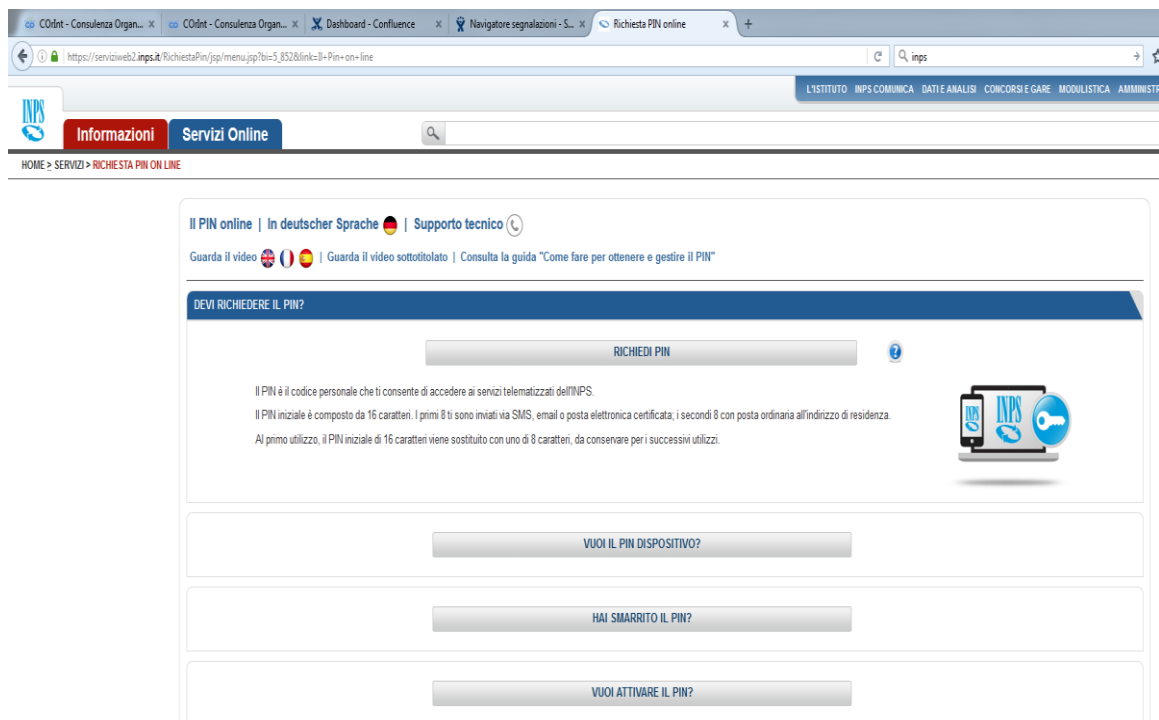 COrInt - Consulenza Organ... x COrInt - Consulenza Organ... x Dashboard - Confluence x Navigatore segnalazioni - S... x Richiesta PIN online x +
https://serviziweb2.inps.it/RichiestaPin/jsp/menu.jsp?bi=5_852&link=Il+Pin+on+line inps
L'ISTITUTO INPS COMUNICA DATI E ANALISI CONCORSI E GARE MODULISTICA AMMINISTR
INPS
Informazioni Servizi Online
HOME > SERVIZI > RICHIESTA PIN ON LINE
Il PIN online | In deutscher Sprache | Supporto tecnico
Guarda il video | Guarda il video sottotitolato | Consulta la guida "Come fare per ottenere e gestire il PIN"
DEVI RICHIEDERE IL PIN?
RICHIEDI PIN ?
Il PIN è il codice personale che ti consente di accedere ai servizi telematizzati dell'INPS.
Il PIN iniziale è composto da 16 caratteri. I primi 8 ti sono inviati via SMS, email o posta elettronica certificata; i secondi 8 con posta ordinaria all'indirizzo di residenza.
Al primo utilizzo, il PIN iniziale di 16 caratteri viene sostituito con uno di 8 caratteri, da conservare per i successivi utilizzi.
INPS INPS
VUOI IL PIN DISPOSITIVO?
HAI SMARRITO IL PIN?
VUOI ATTIVARE IL PIN?